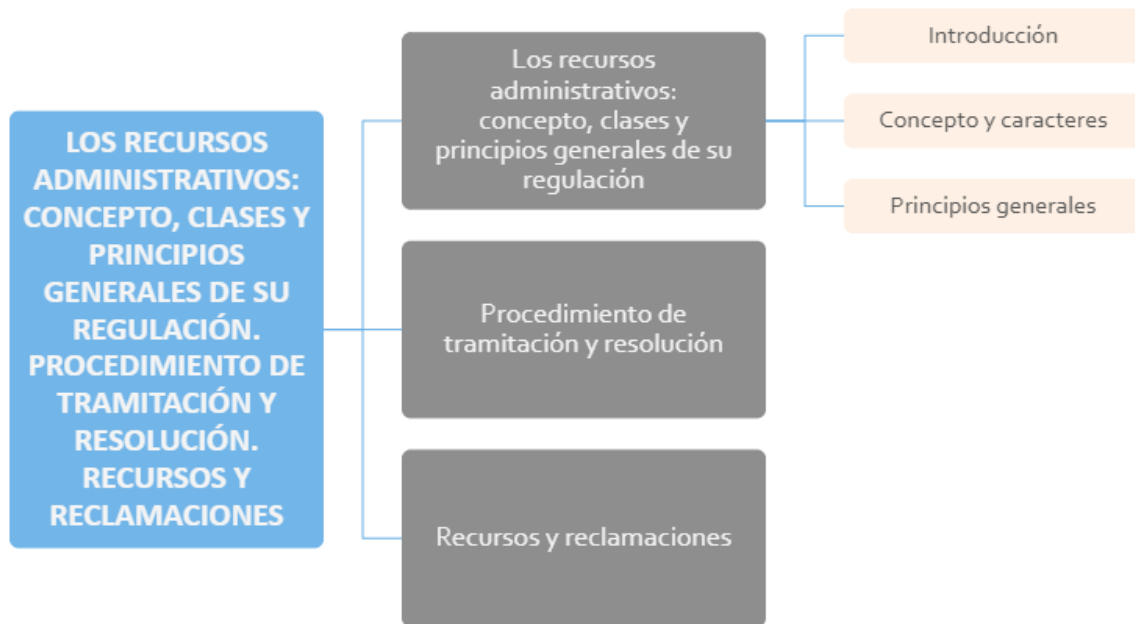 LOS RECURSOS
ADMINISTRATIVOS:
CONCEPTO, CLASES Y
PRINCIPIOS
GENERALES DE SU
REGULACIÓN.
PROCEDIMIENTO DE
TRAMITACIÓN Y
RESOLUCIÓN.
RECURSOS Y
RECLAMACIONES
Los recursos
administrativos:
concepto, clases y
principios generales de su
regulación
Introducción
Concepto y caracteres
Principios generales
Procedimiento de
tramitación y resolución
Recursos y reclamaciones